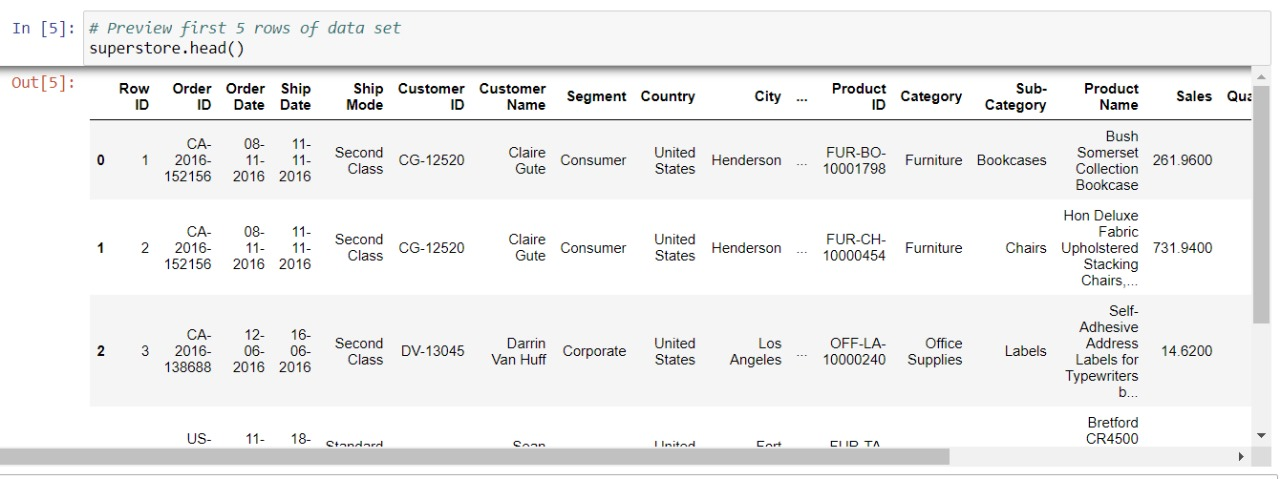 In [5]: # Preview first 5 rows of data set
superstore.head()
Out[5]:
Row ID Order ID Order Date Ship Date Ship Mode Customer ID Customer Name Segment Country City ... Product ID Category Sub-Category Product Name Sales
0 1 CA-2016-152156 08-11-2016 11-11-2016 Second Class CG-12520 Claire Gute Consumer United States Henderson ... FUR-BO-10001798 Furniture Bookcases Bush Somerset Collection Bookcase 261.9600
1 2 CA-2016-152156 08-11-2016 11-11-2016 Second Class CG-12520 Claire Gute Consumer United States Henderson ... FUR-CH-10000454 Furniture Chairs Hon Deluxe Fabric Upholstered Stacking Chairs,... 731.9400
2 3 CA-2016-138688 12-06-2016 16-06-2016 Second Class DV-13045 Darrin Van Huff Corporate United States Los Angeles ... OFF-LA-10000240 Office Supplies Labels Self-Adhesive Address Labels for Typewriters b... 14.6200
US- 11- 18- Standard Sean United Fort FUR-TA- Bretford CR4500